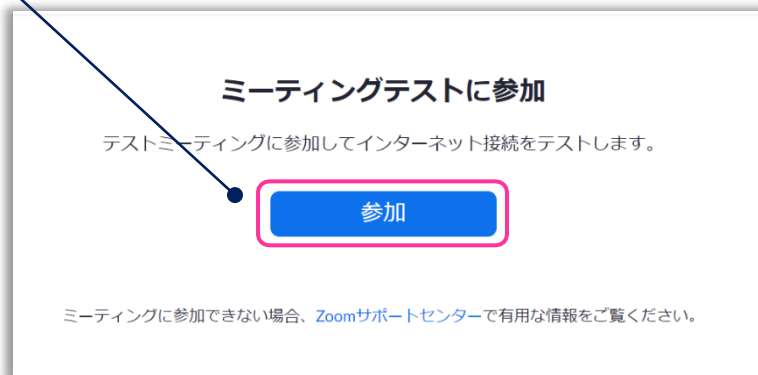 ミーティングテストに参加
テストミーティングに参加してインターネット接続をテストします。
参加
ミーティングに参加できない場合、Zoomサポートセンターで有用な情報をご覧ください。